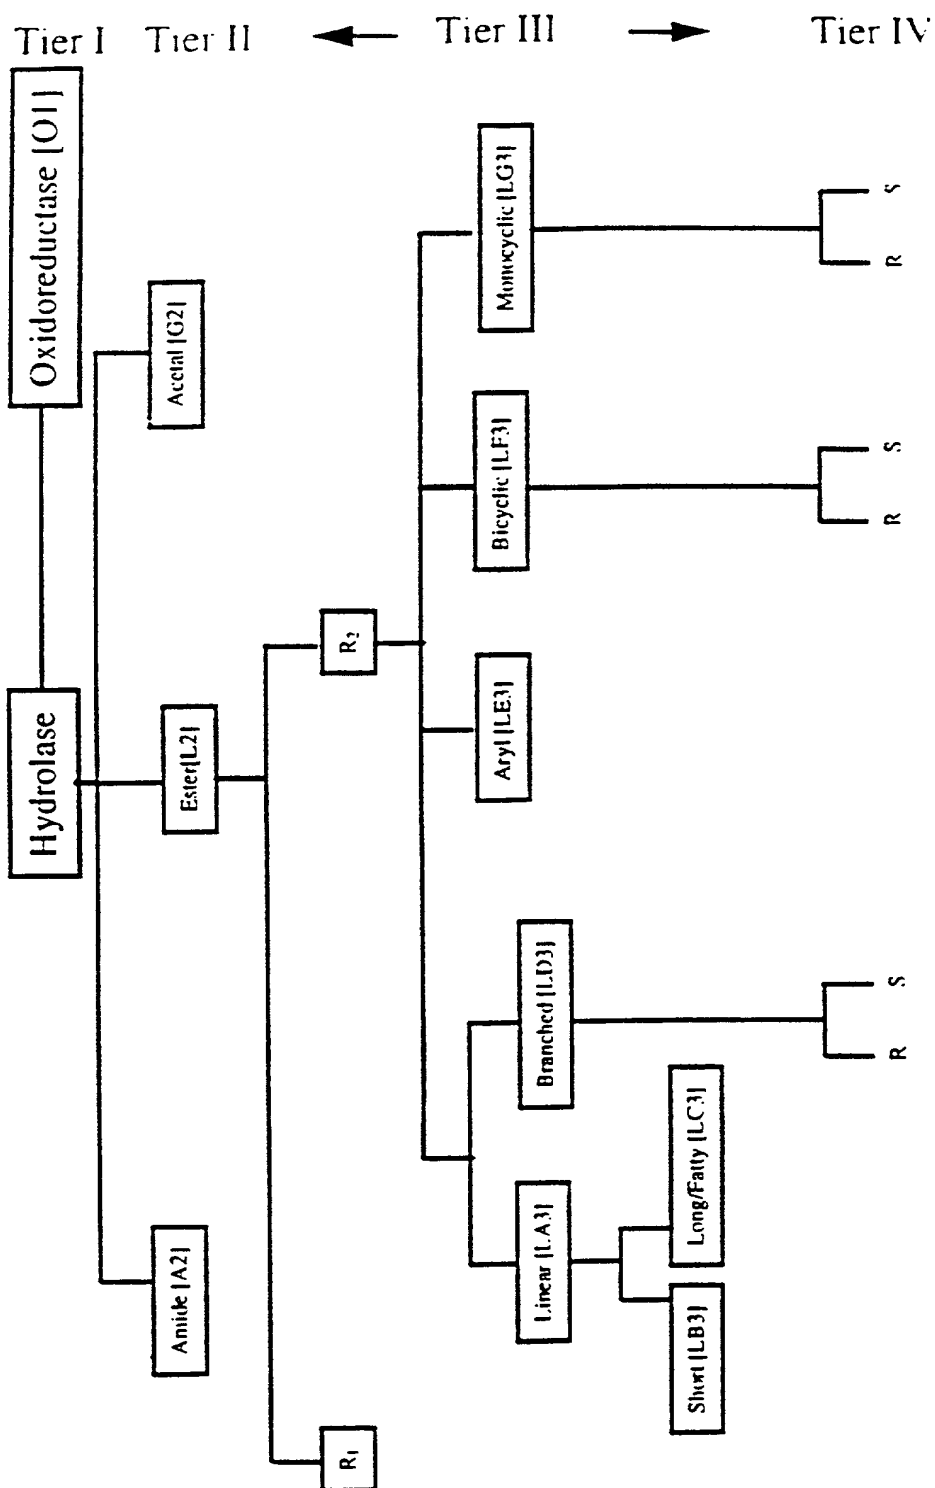 Tier I Tier II Tier III Tier IV
Oxidoreductase [O1]
Hydrolase
Acetal [G2]
Ester[L2]
Amide [A2]
R2
R1
Monocyclic [LG3]
Bicyclic [LF3]
Aryl [LE3]
Branched [LD3]
Linear [LA3]
Long/Fatty [LC3]
Short [LB3]
R S
R S
R S